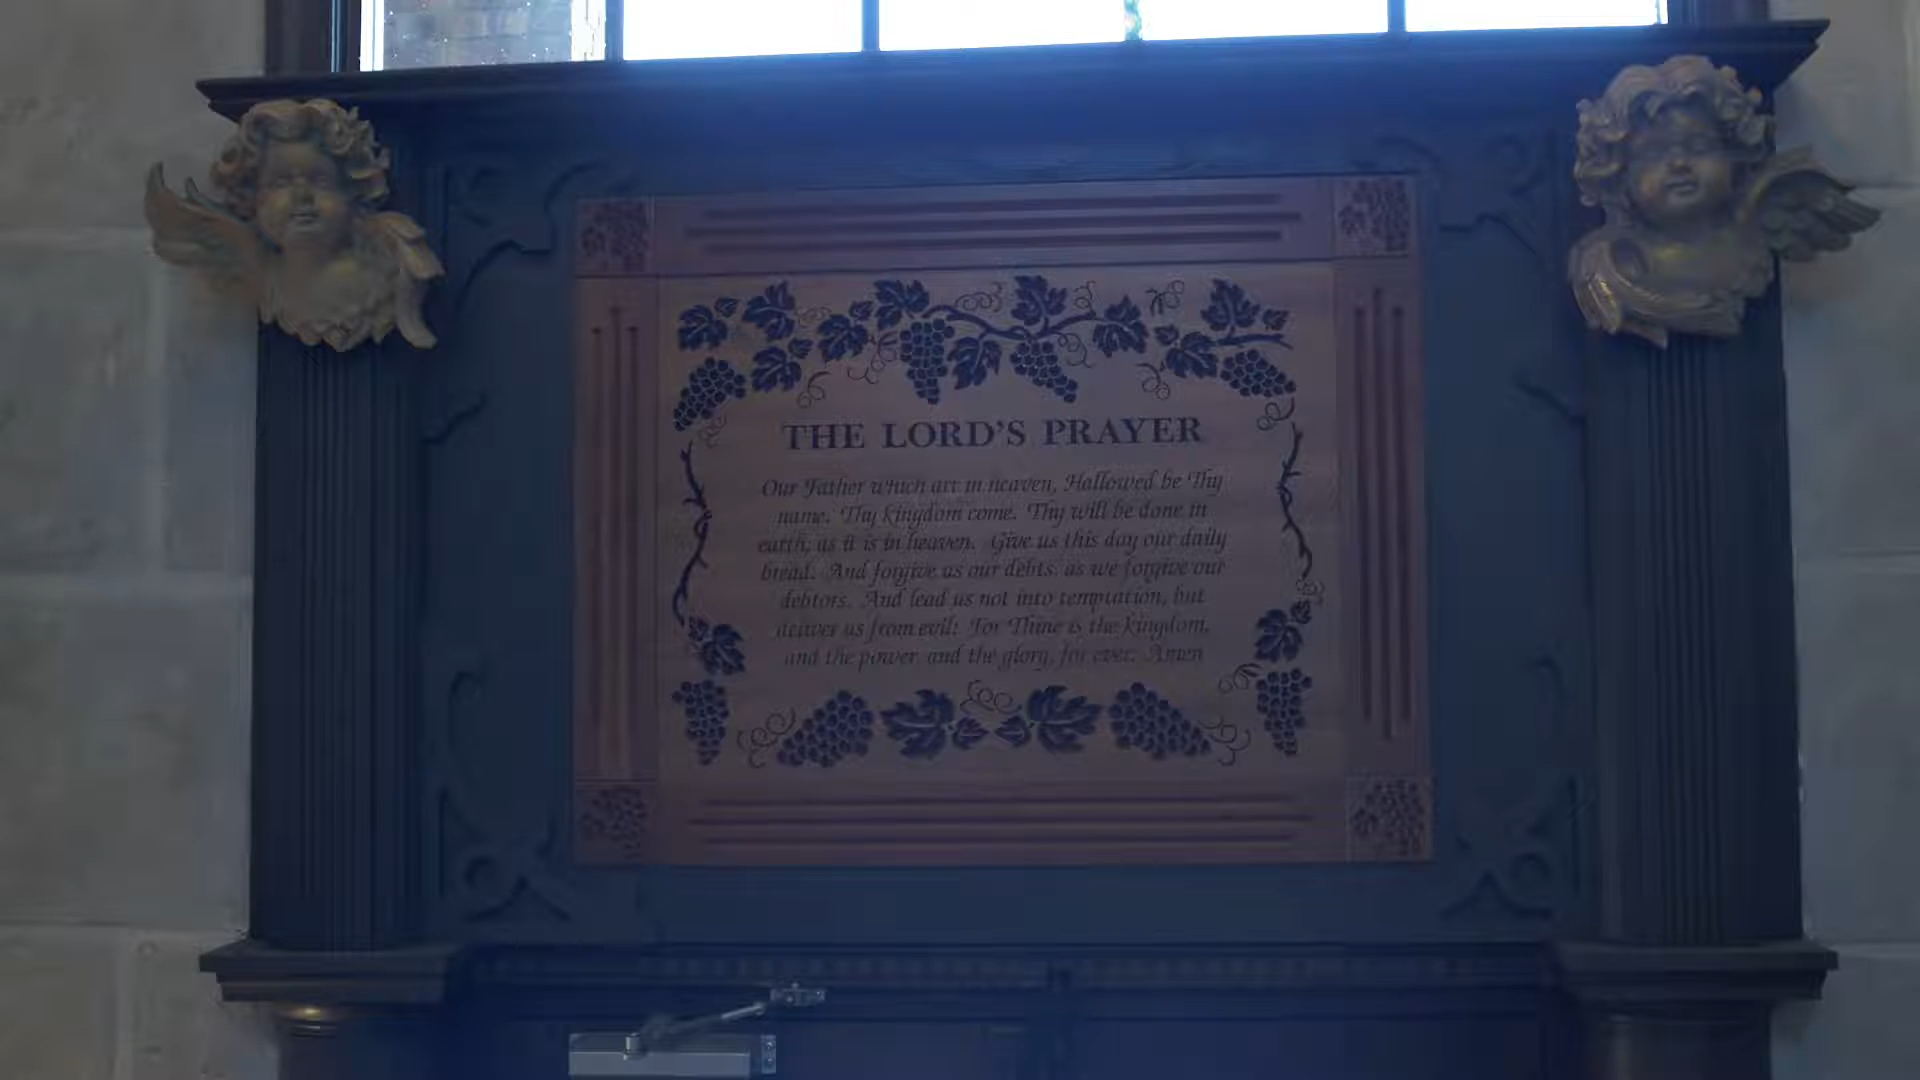 THE LORD'S PRAYER
Our Father which art in heaven, Hallowed be Thy
name. Thy kingdom come. Thy will be done in
earth, as it is in heaven. Give us this day our daily
bread. And forgive us our debts, as we forgive our
debtors. And lead us not into temptation, but
deliver us from evil: For Thine is the kingdom,
and the power, and the glory, for ever. Amen